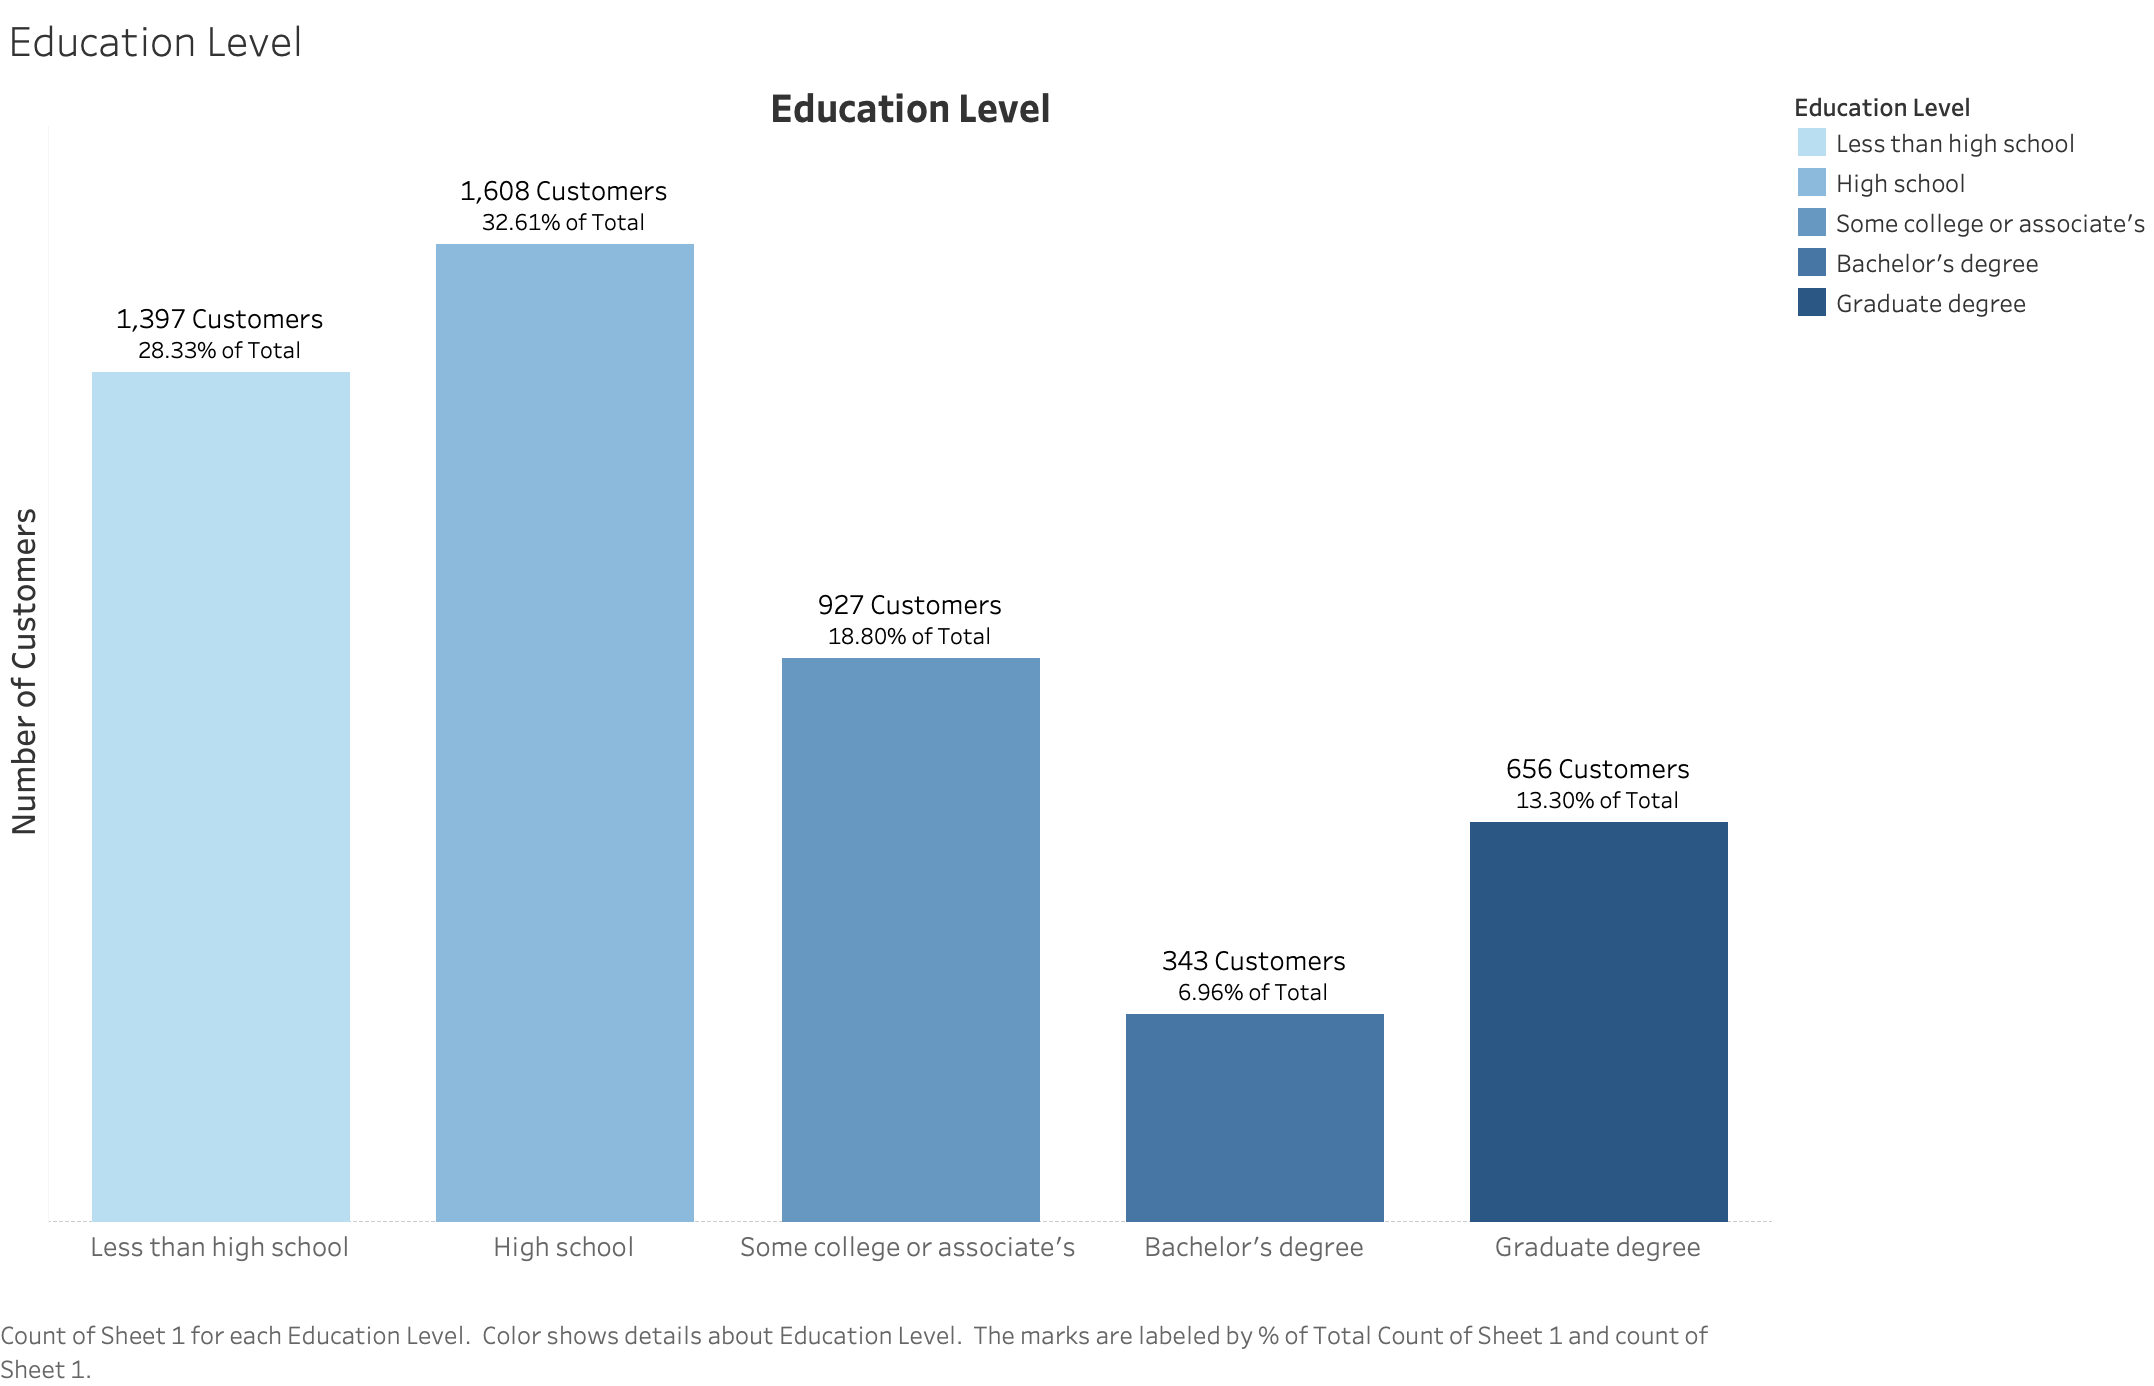 Education Level
Education Level
Education Level
Less than high school
High school
Some college or associate's
Bachelor's degree
Graduate degree
1,608 Customers
32.61% of Total
1,397 Customers
28.33% of Total
927 Customers
18.80% of Total
656 Customers
13.30% of Total
343 Customers
6.96% of Total
Number of Customers
Less than high school
High school
Some college or associate's
Bachelor's degree
Graduate degree
Count of Sheet 1 for each Education Level.  Color shows details about Education Level.  The marks are labeled by % of Total Count of Sheet 1 and count of
Sheet 1.